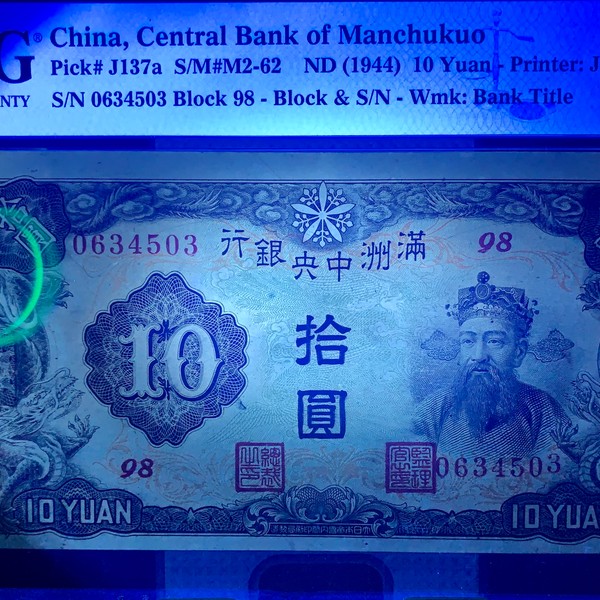 G®
China, Central Bank of Manchukuo
Pick# J137a S/M#M2-62 ND (1944) 10 Yuan - Printer: J
NTY S/N 0634503 Block 98 - Block & S/N - Wmk: Bank Title
0634503 行銀央中洲滿 98
10 拾圓
98 0634503
10 YUAN 10 YUA